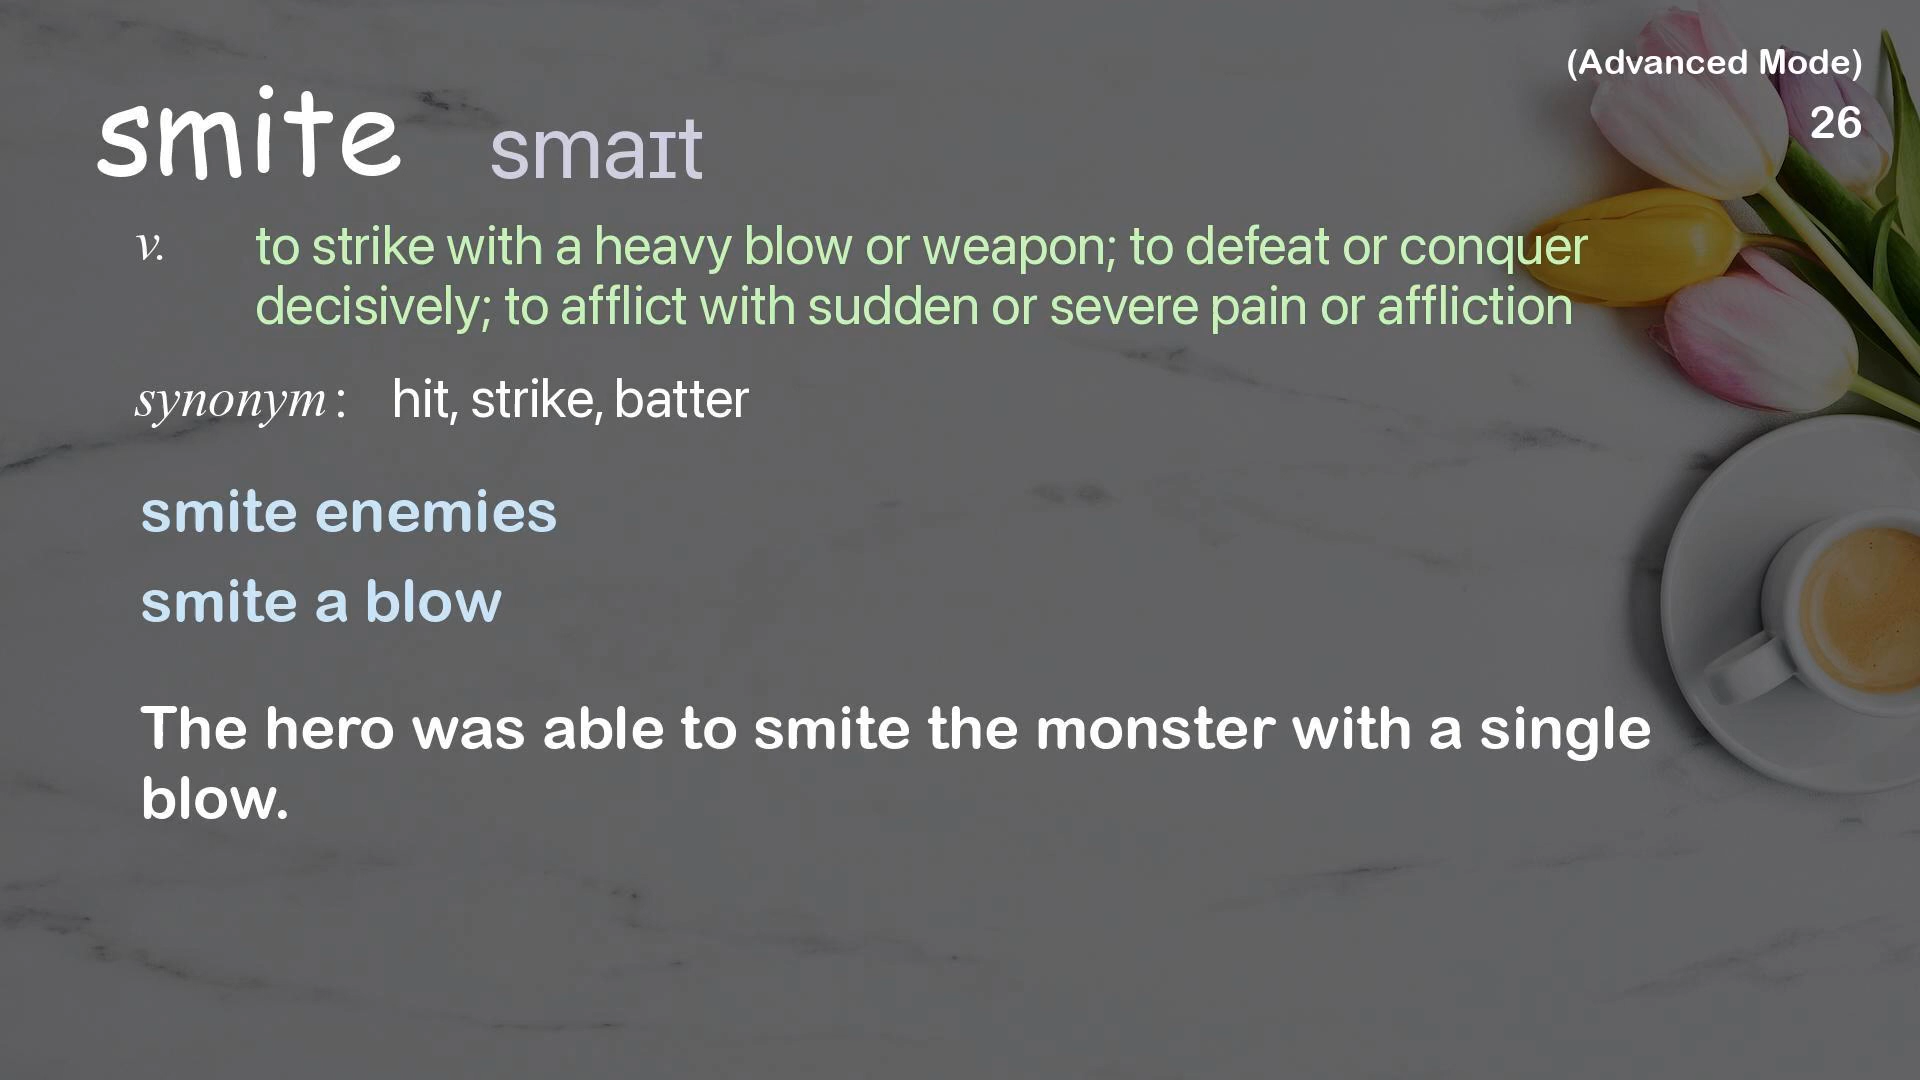 (Advanced Mode)
26
smite smaɪt
v. to strike with a heavy blow or weapon; to defeat or conquer
decisively; to afflict with sudden or severe pain or affliction
synonym : hit, strike, batter
smite enemies
smite a blow
The hero was able to smite the monster with a single
blow.